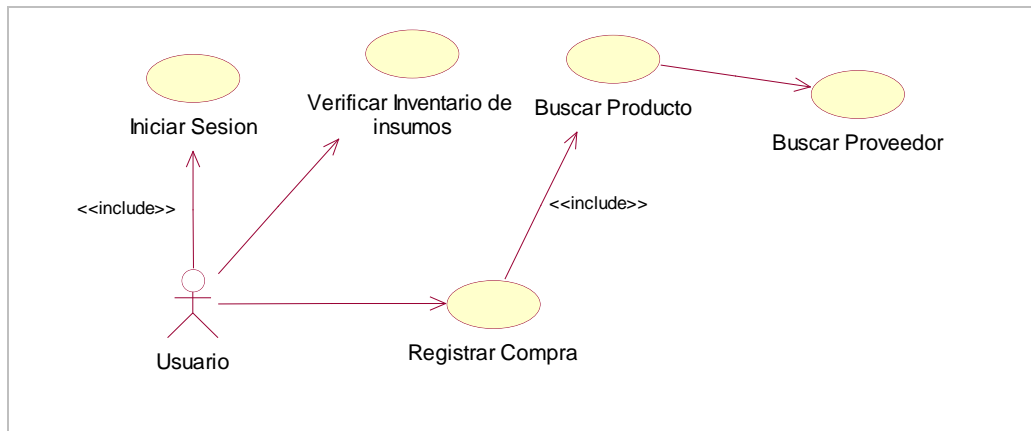 Iniciar Sesion
Verificar Inventario de
insumos
Buscar Producto
Buscar Proveedor
<<include>>
<<include>>
Usuario
Registrar Compra